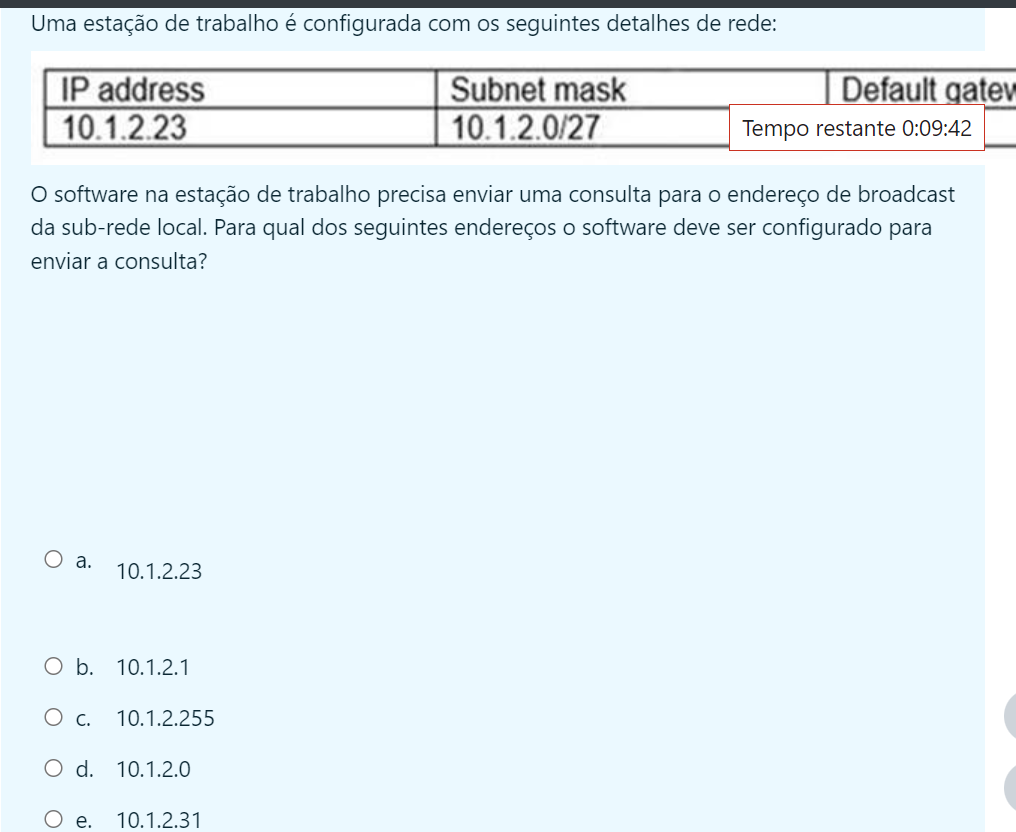 Uma estação de trabalho é configurada com os seguintes detalhes de rede:
IP address Subnet mask Default
10.1.2.23 10.1.2.0/27
Tempo restante 0:09:42
O software na estação de trabalho precisa enviar uma consulta para o endereço de broadcast
da sub-rede local. Para qual dos seguintes endereços o software deve ser configurado para
enviar a consulta?
a. 10.1.2.23
b. 10.1.2.1
c. 10.1.2.255
d. 10.1.2.0
e. 10.1.2.31